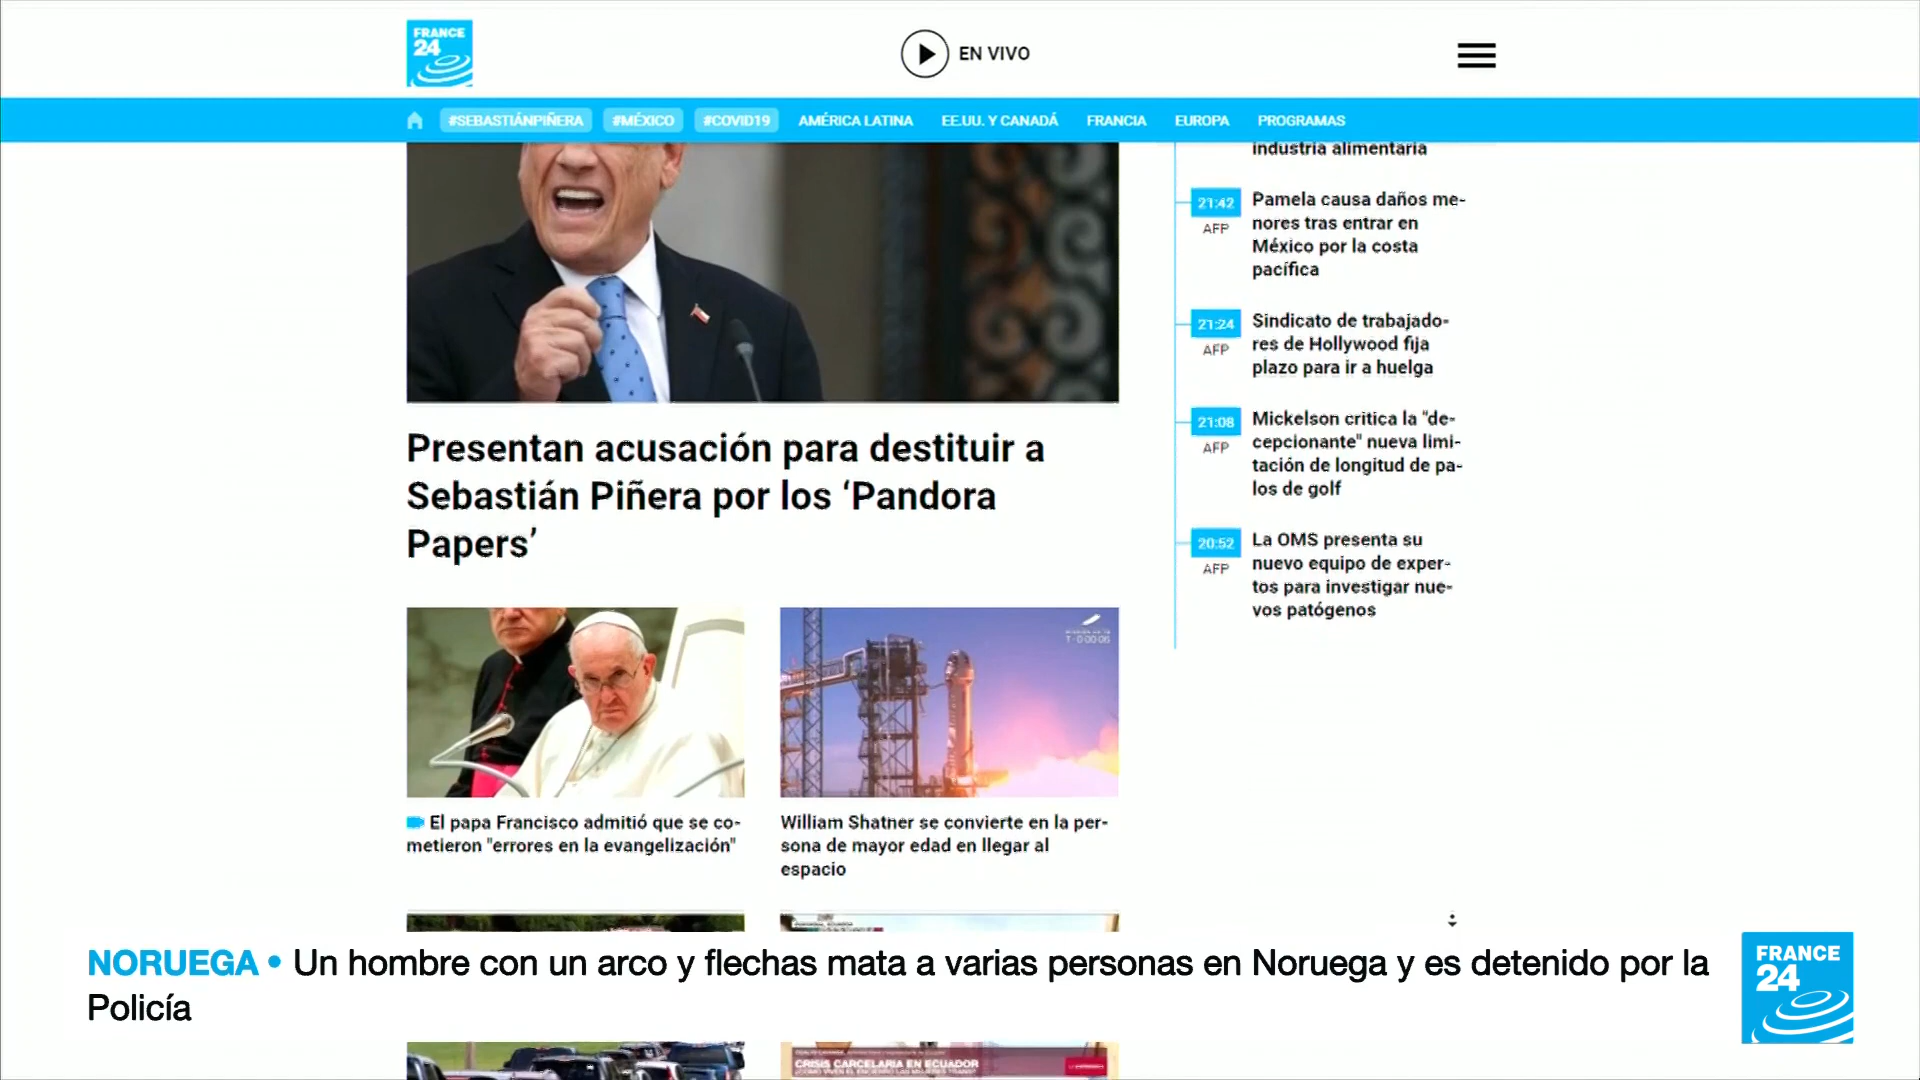 FRANCE
24
EN VIVO
#SEBASTIÁNPIÑERA
#MÉXICO
#COVID19
AMÉRICA LATINA
EE.UU. Y CANADÁ
FRANCIA
EUROPA
PROGRAMAS
industria alimentaria
21:42
AFP
Pamela causa daños me-
nores tras entrar en
México por la costa
pacífica
21:24
AFP
Sindicato de trabajado-
res de Hollywood fija
plazo para ir a huelga
21:08
AFP
Mickelson critica la "de-
cepcionante" nueva limi-
tación de longitud de pa-
los de golf
20:52
AFP
La OMS presenta su
nuevo equipo de exper-
tos para investigar nue-
vos patógenos
Presentan acusación para destituir a
Sebastián Piñera por los ‘Pandora
Papers’
T-0:00:06
El papa Francisco admitió que se co-
metieron "errores en la evangelización"
William Shatner se convierte en la per-
sona de mayor edad en llegar al
espacio
NORUEGA • Un hombre con un arco y flechas mata a varias personas en Noruega y es detenido por la
Policía
FRANCE
24
CRISIS CARCELARIA EN ECUADOR